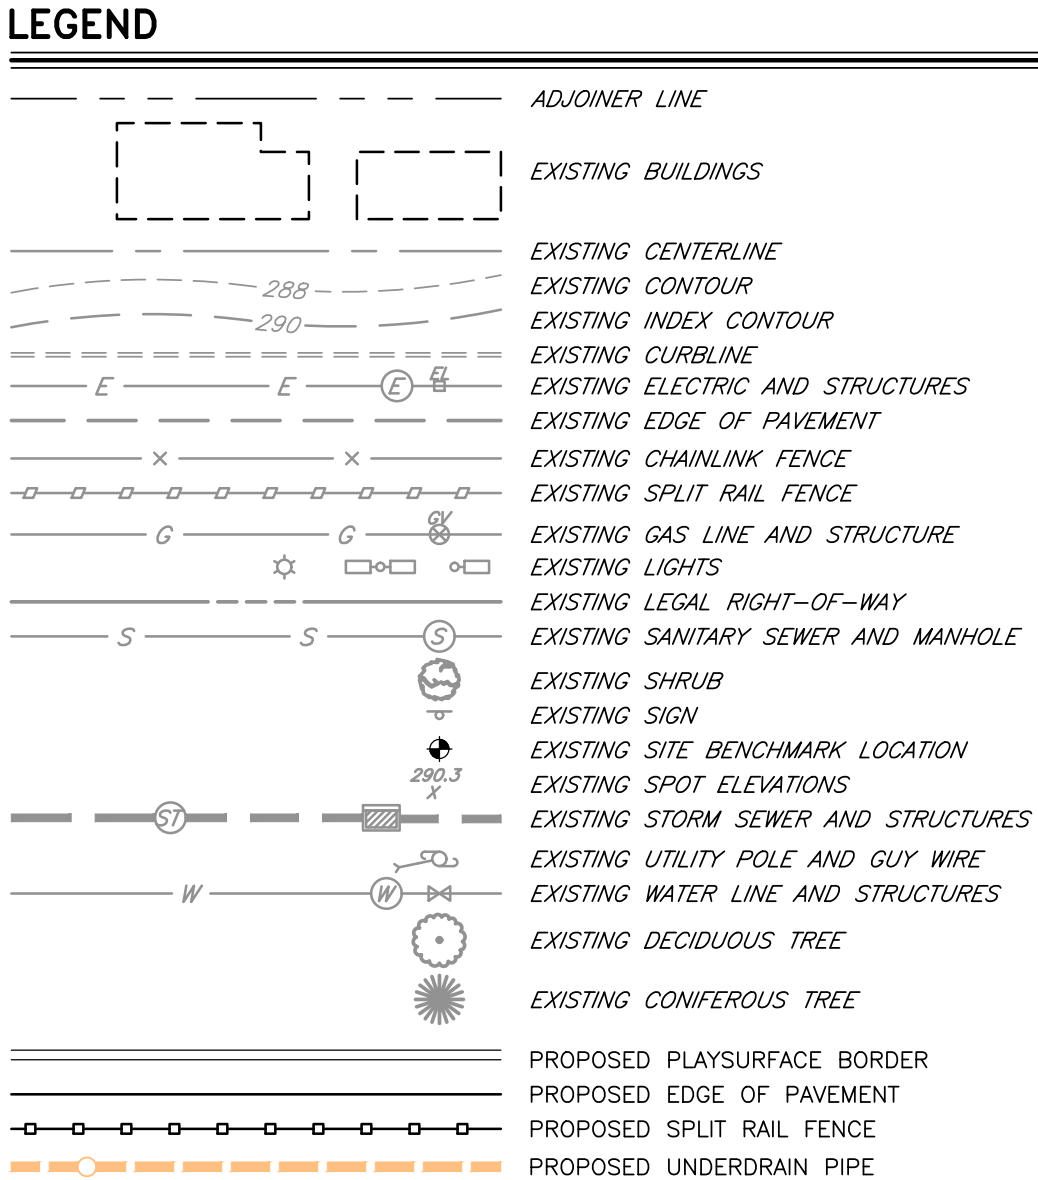 LEGEND
ADJOINER LINE
EXISTING BUILDINGS
EXISTING CENTERLINE
288 EXISTING CONTOUR
290 EXISTING INDEX CONTOUR
EXISTING CURBLINE
E E E EL EXISTING ELECTRIC AND STRUCTURES
EXISTING EDGE OF PAVEMENT
EXISTING CHAINLINK FENCE
EXISTING SPLIT RAIL FENCE
G G GV EXISTING GAS LINE AND STRUCTURE
EXISTING LIGHTS
EXISTING LEGAL RIGHT-OF-WAY
S S S EXISTING SANITARY SEWER AND MANHOLE
EXISTING SHRUB
EXISTING SIGN
EXISTING SITE BENCHMARK LOCATION
290.3
X EXISTING SPOT ELEVATIONS
ST EXISTING STORM SEWER AND STRUCTURES
EXISTING UTILITY POLE AND GUY WIRE
W W EXISTING WATER LINE AND STRUCTURES
EXISTING DECIDUOUS TREE
EXISTING CONIFEROUS TREE
PROPOSED PLAYSURFACE BORDER
PROPOSED EDGE OF PAVEMENT
PROPOSED SPLIT RAIL FENCE
PROPOSED UNDERDRAIN PIPE